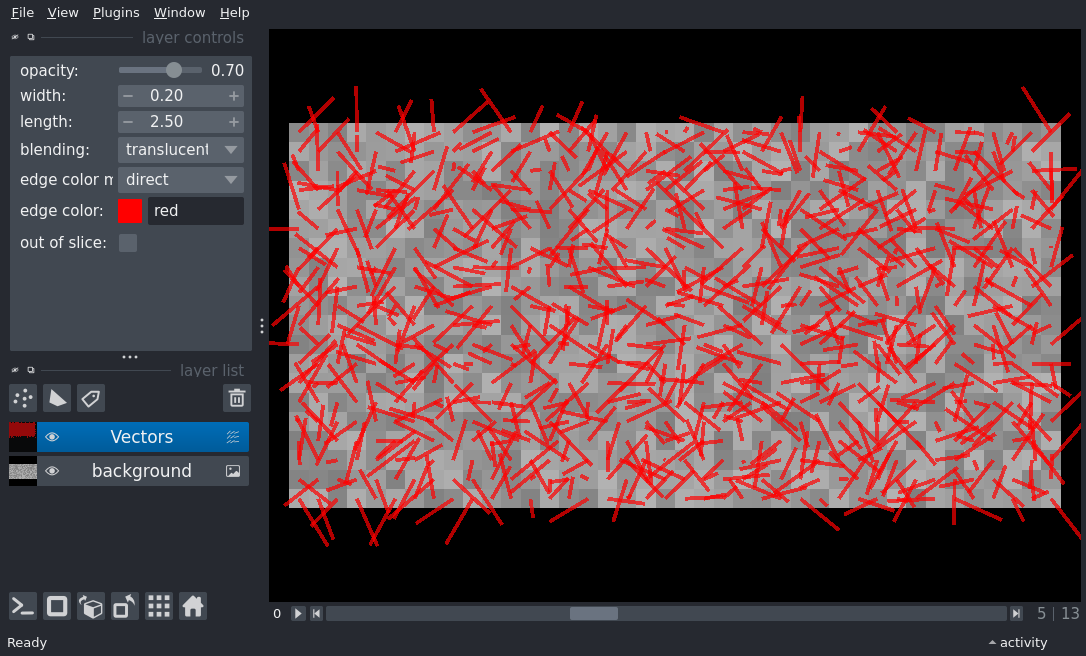 File View Plugins Window Help
layer controls
opacity: 0.70
width: − 0.20 +
length: − 2.50 +
blending: translucent
edge color m direct
edge color: red
out of slice:
layer list
Vectors
background
0 5 | 13
Ready activity